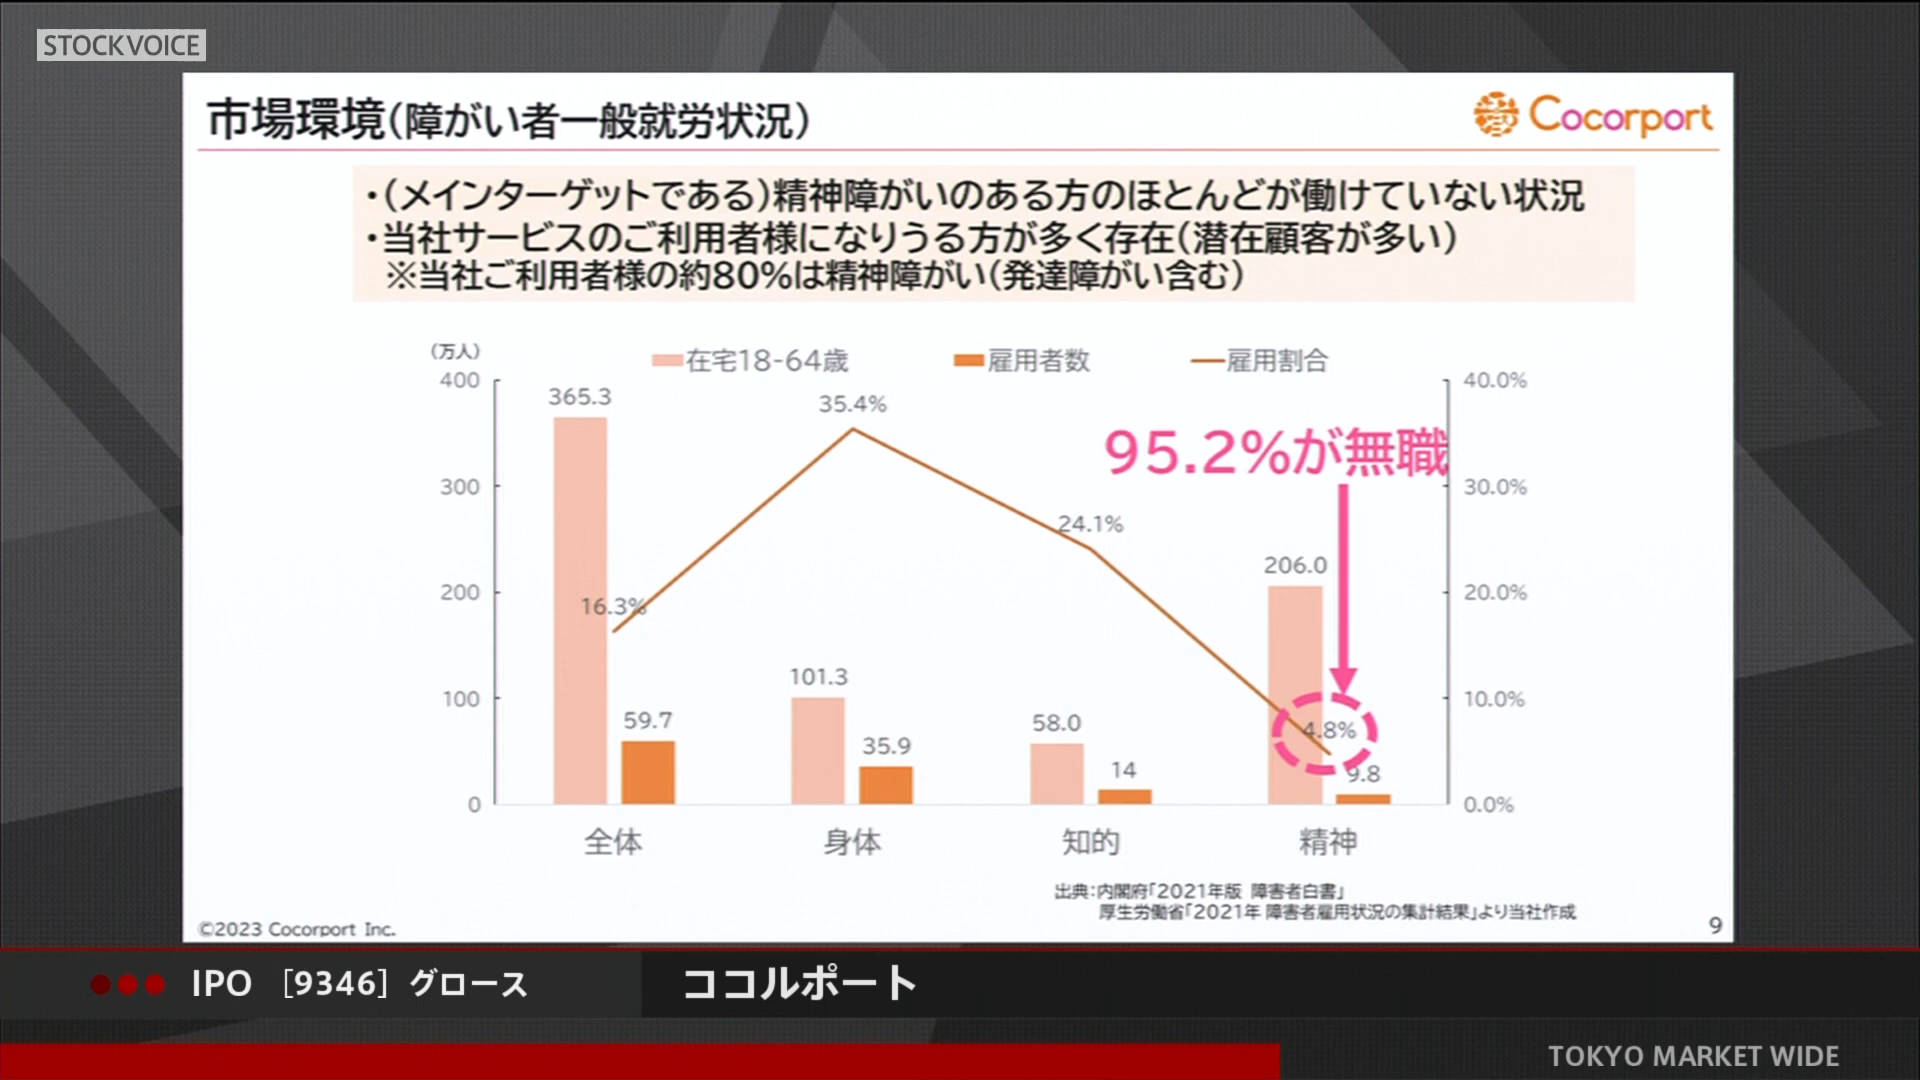 STOCKVOICE
市場環境(障がい者一般就労状況)
Cocorport
・(メインターゲットである)精神障がいのある方のほとんどが働けていない状況
・当社サービスのご利用者様になりうる方が多く存在(潜在顧客が多い)
※当社ご利用者様の約80%は精神障がい(発達障がい含む)
(万人)
在宅18-64歳 雇用者数 雇用割合
400 40.0%
365.3
35.4%
95.2%が無職
300 30.0%
24.1%
206.0
200 20.0%
16.3%
101.3
100 10.0%
59.7
58.0
4.8%
35.9
14
9.8
0 0.0%
全体 身体 知的 精神
出典:内閣府「2021年版 障害者白書」
厚生労働省「2021年 障害者雇用状況の集計結果」より当社作成
©2023 Cocorport Inc.
9
IPO [9346] グロース
ココルポート
TOKYO MARKET WIDE